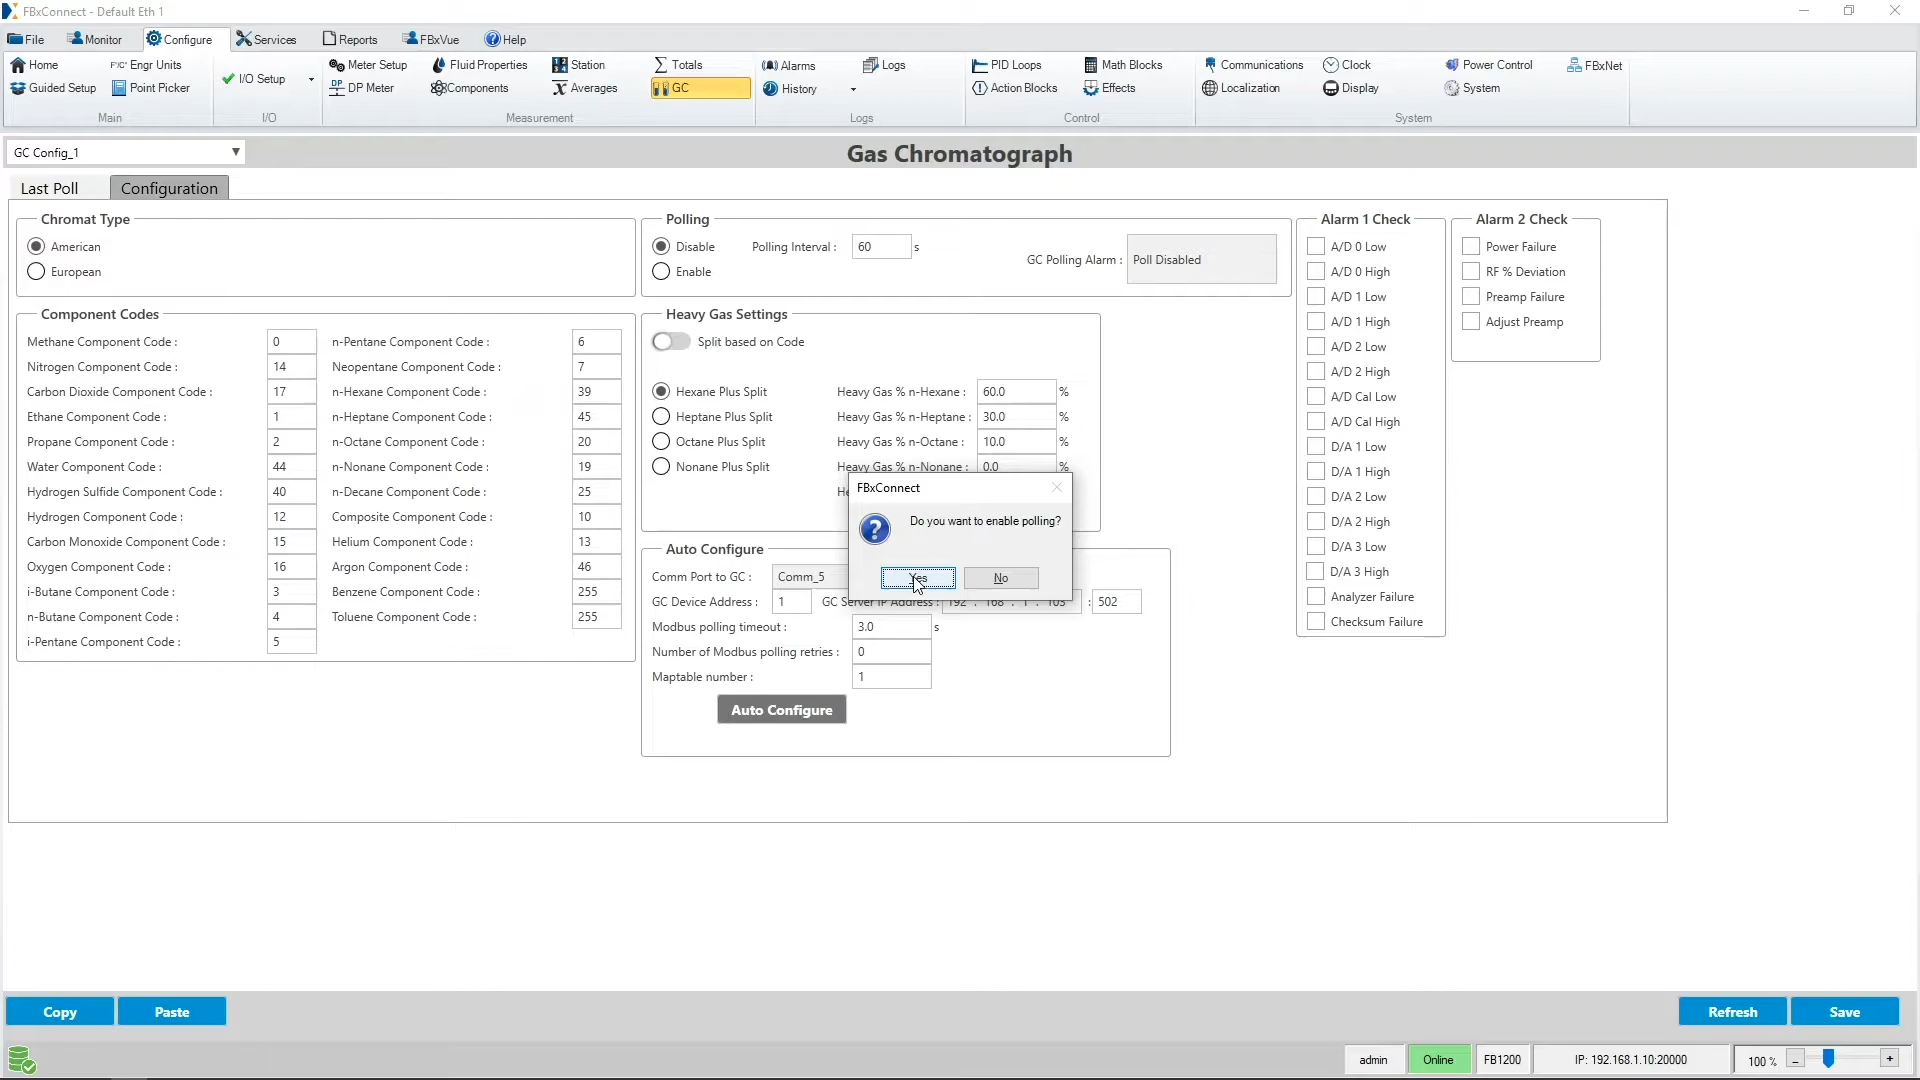 FBxConnect - Default Eth 1
File Monitor Configure Services Reports FBxVue Help
Home Engr Units I/O Setup Meter Setup Fluid Properties Station Totals Alarms Logs PID Loops Math Blocks Communications Clock Power Control FBxNet
Guided Setup Point Picker DP Meter Components Averages GC History Action Blocks Effects Localization Display System
Main I/O Measurement Logs Control System
GC Config_1
Gas Chromatograph
Last Poll Configuration
Chromat Type
American
European
Polling
Disable Polling Interval : 60 s
Enable
GC Polling Alarm : Poll Disabled
Component Codes
Methane Component Code : 0 n-Pentane Component Code : 6
Nitrogen Component Code : 14 Neopentane Component Code : 7
Carbon Dioxide Component Code : 17 n-Hexane Component Code : 39
Ethane Component Code : 1 n-Heptane Component Code : 45
Propane Component Code : 2 n-Octane Component Code : 20
Water Component Code : 44 n-Nonane Component Code : 19
Hydrogen Sulfide Component Code : 40 n-Decane Component Code : 25
Hydrogen Component Code : 12 Composite Component Code : 10
Carbon Monoxide Component Code : 15 Helium Component Code : 13
Oxygen Component Code : 16 Argon Component Code : 46
i-Butane Component Code : 3 Benzene Component Code : 255
n-Butane Component Code : 4 Toluene Component Code : 255
i-Pentane Component Code : 5
Heavy Gas Settings
Split based on Code
Hexane Plus Split Heavy Gas % n-Hexane : 60.0 %
Heptane Plus Split Heavy Gas % n-Heptane : 30.0 %
Octane Plus Split Heavy Gas % n-Octane : 10.0 %
Nonane Plus Split Heavy Gas % n-Nonane : 0.0 %
FBxConnect
Do you want to enable polling?
Yes No
Auto Configure
Comm Port to GC : Comm_5
GC Device Address : 1 GC Server IP Address : 192 . 168 . 1 . 103 : 502
Modbus polling timeout : 3.0 s
Number of Modbus polling retries : 0
Maptable number : 1
Auto Configure
Alarm 1 Check
A/D 0 Low
A/D 0 High
A/D 1 Low
A/D 1 High
A/D 2 Low
A/D 2 High
A/D Cal Low
A/D Cal High
D/A 1 Low
D/A 1 High
D/A 2 Low
D/A 2 High
D/A 3 Low
D/A 3 High
Analyzer Failure
Checksum Failure
Alarm 2 Check
Power Failure
RF % Deviation
Preamp Failure
Adjust Preamp
Copy Paste Refresh Save
admin Online FB1200 IP: 192.168.1.10:20000 100 % - +